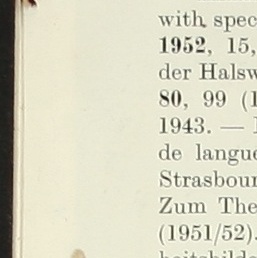 with spec
1952, 15,
der Halsw
80, 99 (1
1943. —
de langue
Strasbour
Zum The
(1951/52).